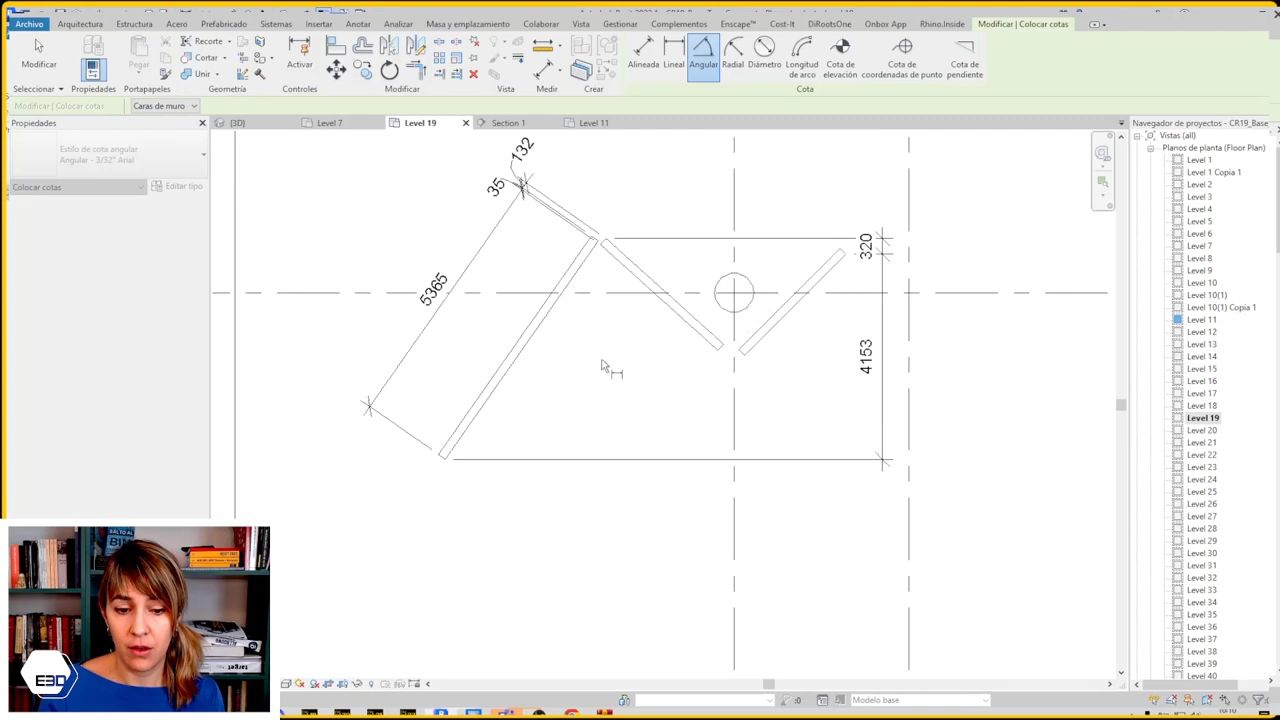 Archivo Arquitectura Estructura Acero Prefabricado Sistemas Insertar Anotar Analizar Masa y emplazamiento Colaborar Vista Gestionar Complementos Enscape™ Cost-It DiRootsOne Onbox App Rhino.Inside Modificar | Colocar cotas
Recorte
Cortar
Unir
Modificar Pegar Activar Alineada Lineal Angular Radial Diámetro Longitud de arco Cota de elevación Cota de coordenadas de punto Cota de pendiente
Seleccionar Propiedades Portapapeles Geometría Controles Modificar Vista Medir Crear Cota
Modificar | Colocar cotas Caras de muro
Propiedades (3D) Level 7 Level 19 Section 1 Level 11 Navegador de proyectos - CR19_Base
Estilo de cota angular
Angular - 3/32" Arial
Colocar cotas Editar tipo
132
35
5365
320
4153
Vistas (all)
Planos de planta (Floor Plan)
Level 1
Level 1 Copia 1
Level 2
Level 3
Level 4
Level 5
Level 6
Level 7
Level 8
Level 9
Level 10
Level 10(1)
Level 10(1) Copia 1
Level 11
Level 12
Level 13
Level 14
Level 15
Level 16
Level 17
Level 18
Level 19
Level 20
Level 21
Level 22
Level 23
Level 24
Level 25
Level 26
Level 27
Level 28
Level 29
Level 30
Level 31
Level 32
Level 33
Level 34
Level 35
Level 36
Level 37
Level 38
Level 39
Level 40
SALTO AL
BIM
target
E3D
:0 Modelo base